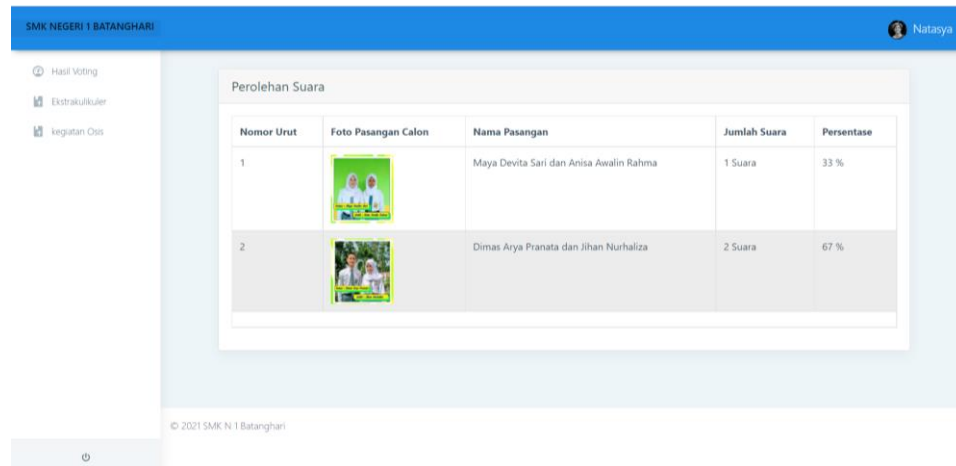 SMK NEGERI 1 BATANGHARI
Natasya
Hasil Voting
Ekstrakulikuler
kegiatan Osis
Perolehan Suara
Nomor Urut Foto Pasangan Calon Nama Pasangan Jumlah Suara Persentase
1 Maya Devita Sari dan Anisa Awalin Rahma 1 Suara 33 %
2 Dimas Arya Pranata dan Jihan Nurhaliza 2 Suara 67 %
© 2021 SMK N 1 Batanghari